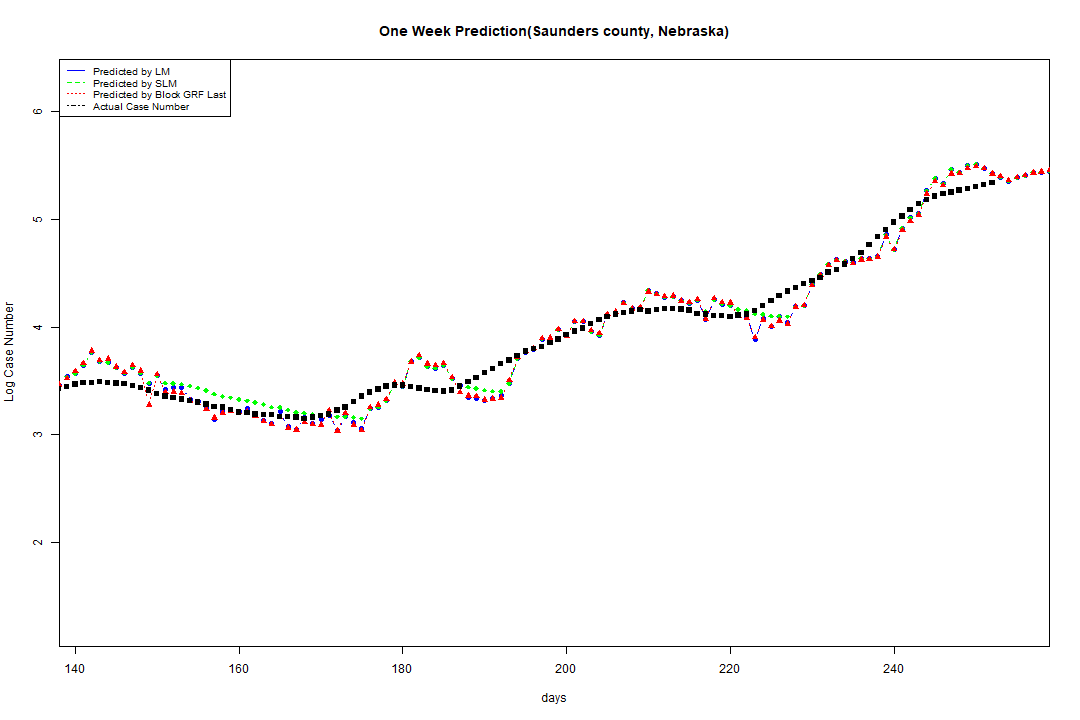 One Week Prediction(Saunders county, Nebraska)
Predicted by LM
Predicted by SLM
Predicted by Block GRF Last
Actual Case Number
6
5
4
3
2
Log Case Number
140 160 180 200 220 240
days